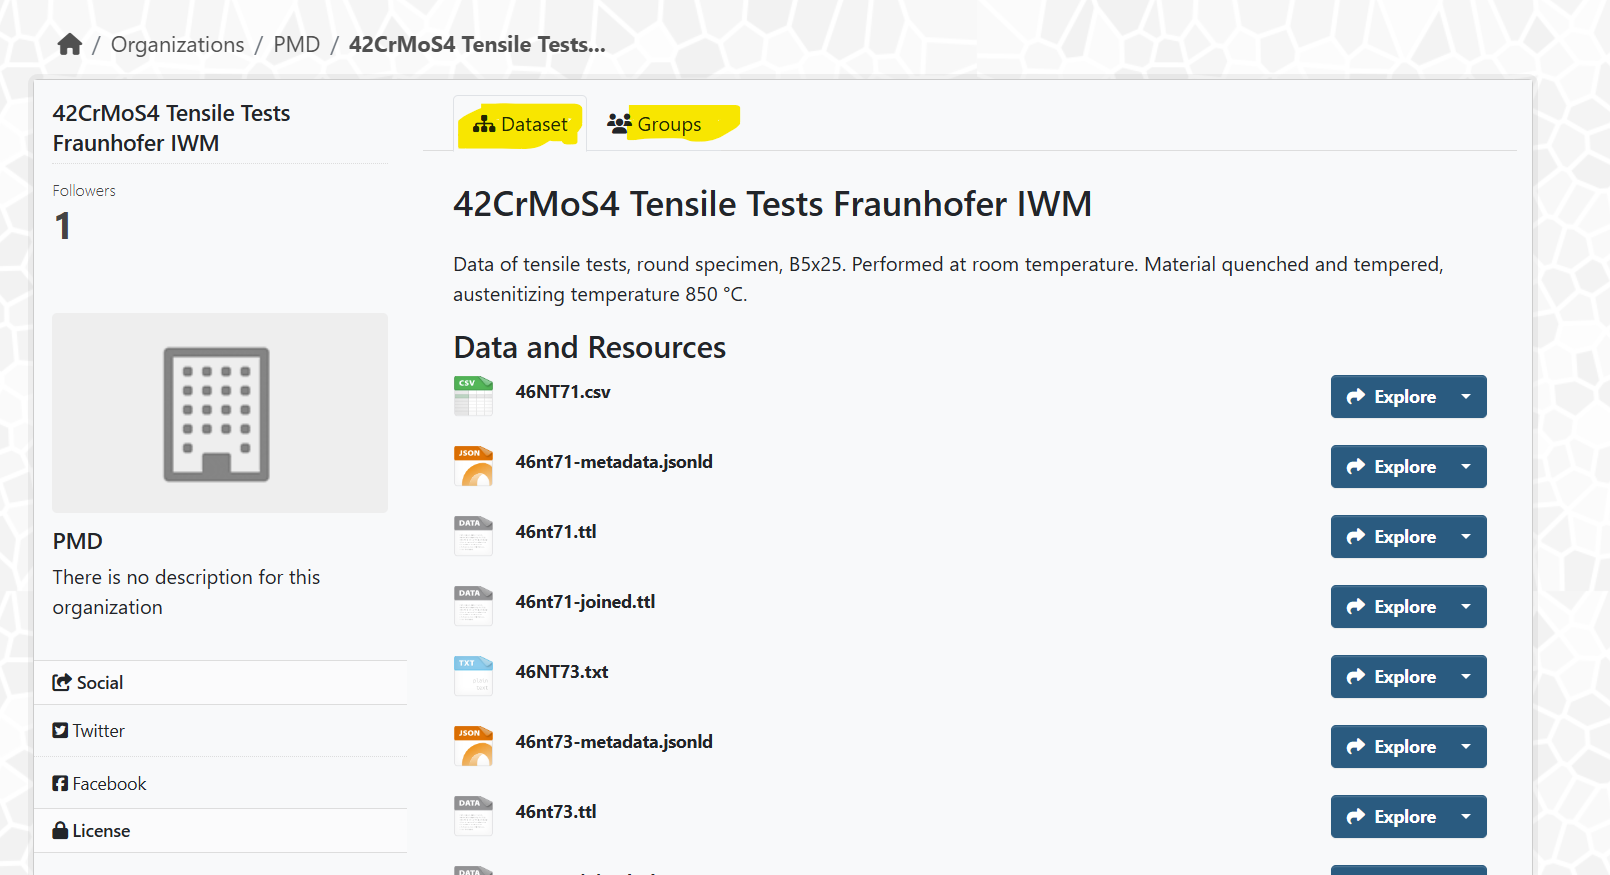 / Organizations / PMD / 42CrMoS4 Tensile Tests...
42CrMoS4 Tensile Tests
Fraunhofer IWM
Followers
1
PMD
There is no description for this
organization
Social
Twitter
Facebook
License
Dataset Groups
42CrMoS4 Tensile Tests Fraunhofer IWM
Data of tensile tests, round specimen, B5x25. Performed at room temperature. Material quenched and tempered,
austenitizing temperature 850 °C.
Data and Resources
CSV 46NT71.csv Explore
JSON 46nt71-metadata.jsonld Explore
DATA 46nt71.ttl Explore
DATA 46nt71-joined.ttl Explore
TXT 46NT73.txt Explore
JSON 46nt73-metadata.jsonld Explore
DATA 46nt73.ttl Explore
DATA